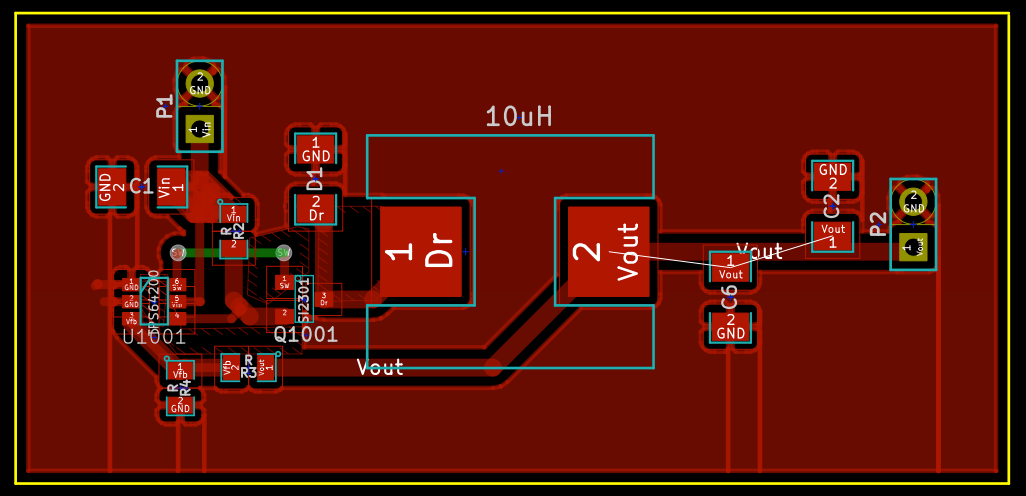 P1
2
GND
1
Vin
10uH
GND
2
C1
Vin
1
1
GND
D1
2
Dr
1
Vin
R
R2
2
SW
SW
1
Dr
2
Vout
GND
2
C2
Vout
1
P2
2
GND
1
Vout
Vout
1
Vout
C6
2
GND
1
GND
2
GND
3
Vfb
6
SW
5
Vin
4
TPS64200
U1001
1
SW
2
3
Dr
SI2301
Q1001
1
Vfb
R
R4
2
GND
Vfb
2
R
R3
Vout
1
Vout